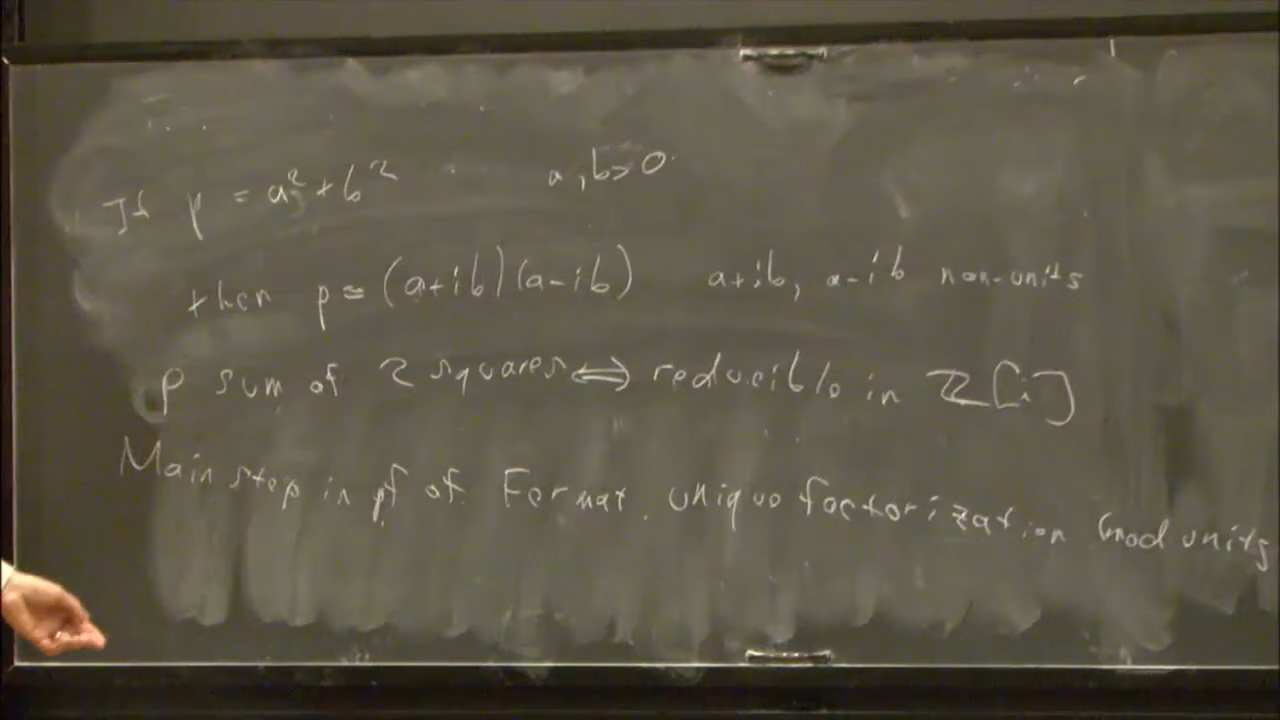 If p = a² + b² a, b > 0
then p = (a+ib)(a-ib) a+ib, a-ib non-units
p sum of 2 squares ⇔ reducible in ℤ[i]
Main step in pf of Fermat. unique factorization (mod units